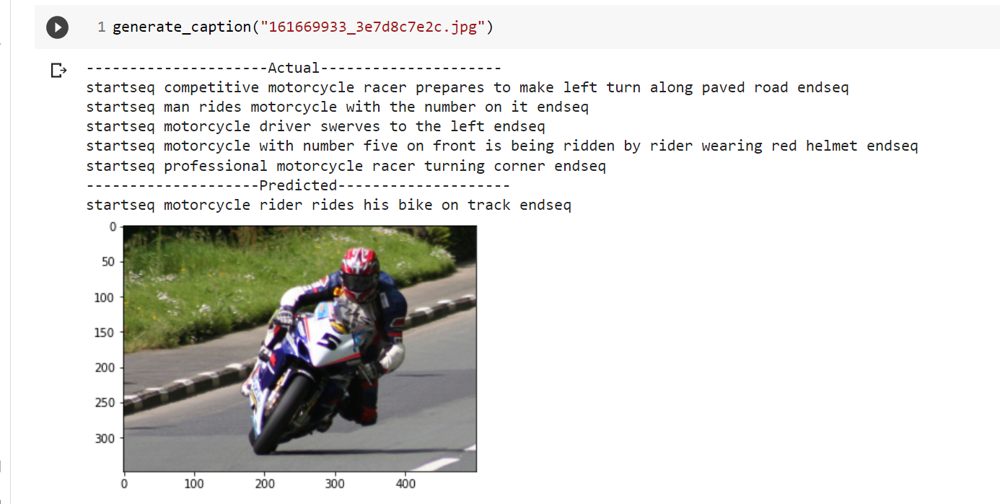 1 generate_caption("161669933_3e7d8c7e2c.jpg")
---------------------Actual---------------------
startseq competitive motorcycle racer prepares to make left turn along paved road endseq
startseq man rides motorcycle with the number on it endseq
startseq motorcycle driver swerves to the left endseq
startseq motorcycle with number five on front is being ridden by rider wearing red helmet endseq
startseq professional motorcycle racer turning corner endseq
--------------------Predicted--------------------
startseq motorcycle rider rides his bike on track endseq
0
50
100
150
200
250
300
5
0 100 200 300 400